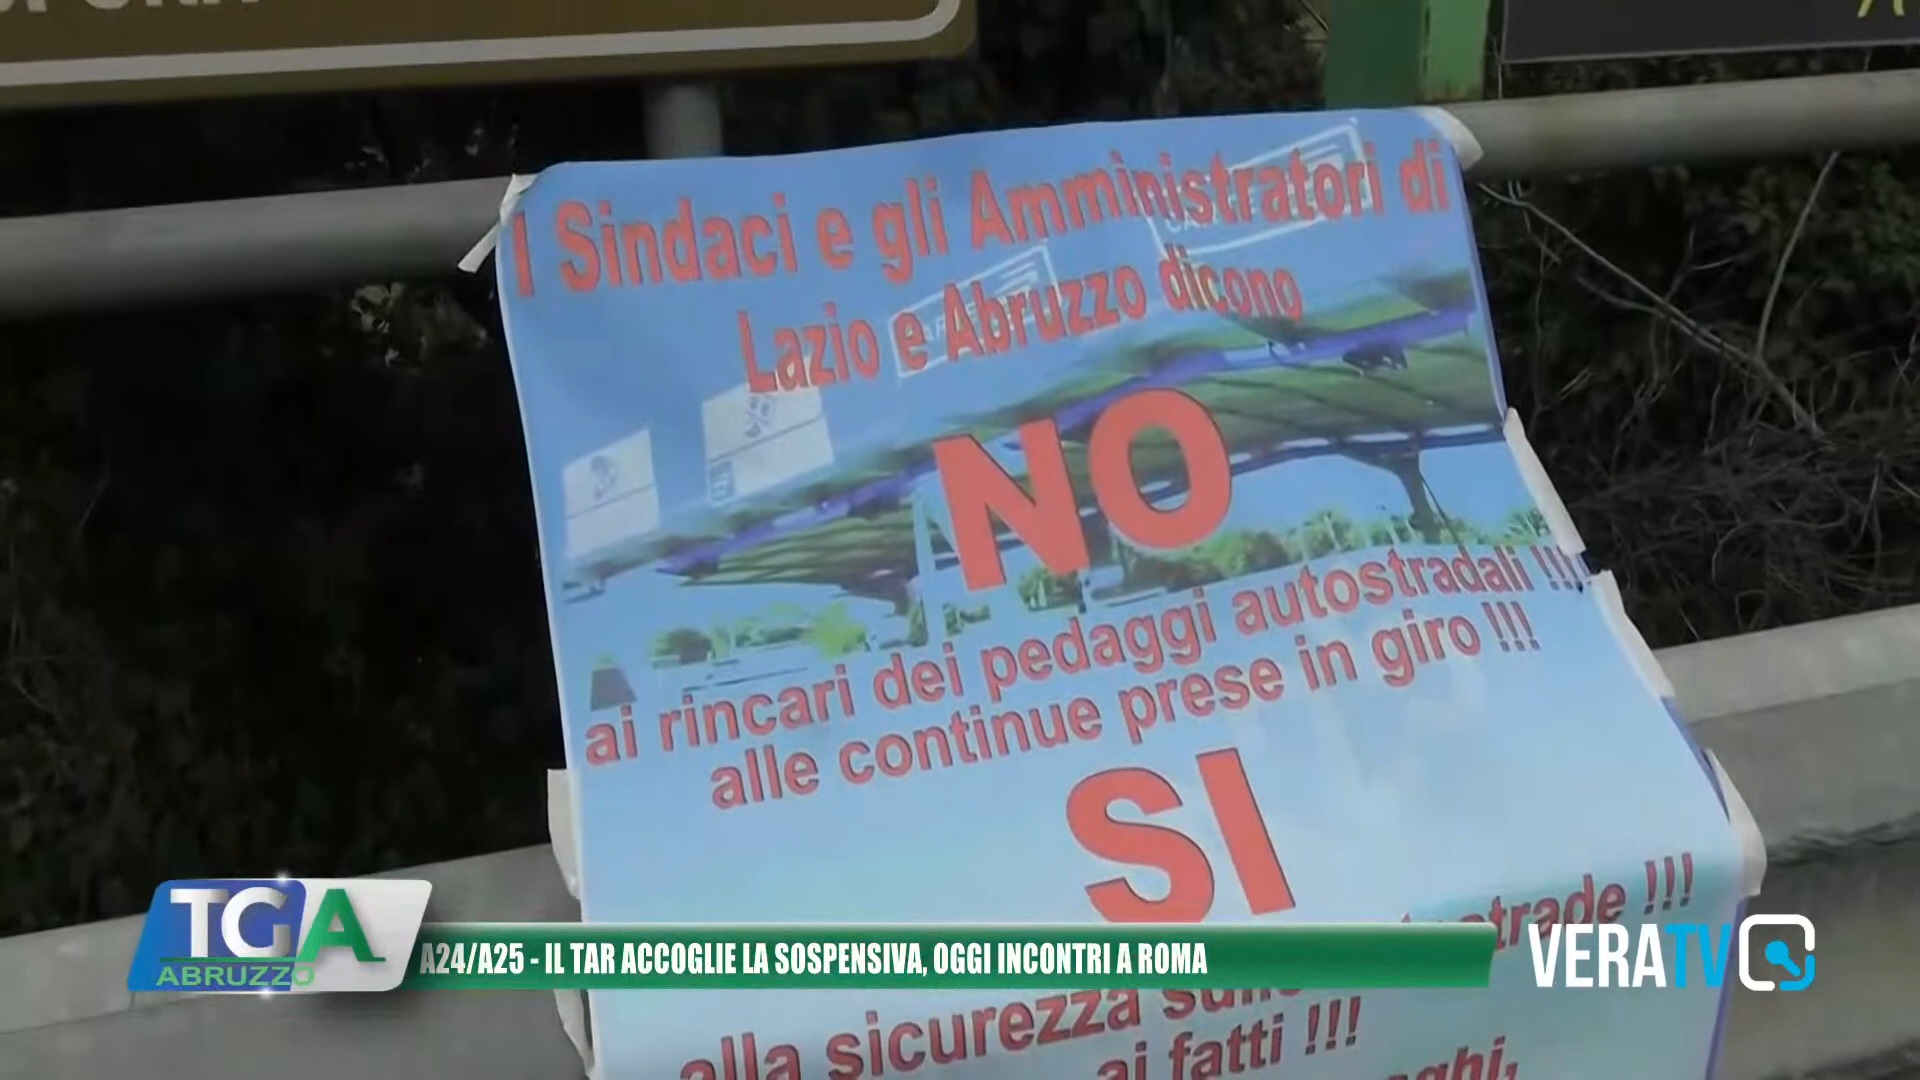 I Sindaci e gli Amministratori di
Lazio e Abruzzo dicono
NO
ai rincari dei pedaggi autostradali !!!
alle continue prese in giro !!!
SI
!!!
alla sicurezza
ai fatti !!!
TGA
ABRUZZO
A24/A25 - IL TAR ACCOGLIE LA SOSPENSIVA, OGGI INCONTRI A ROMA
VERATV